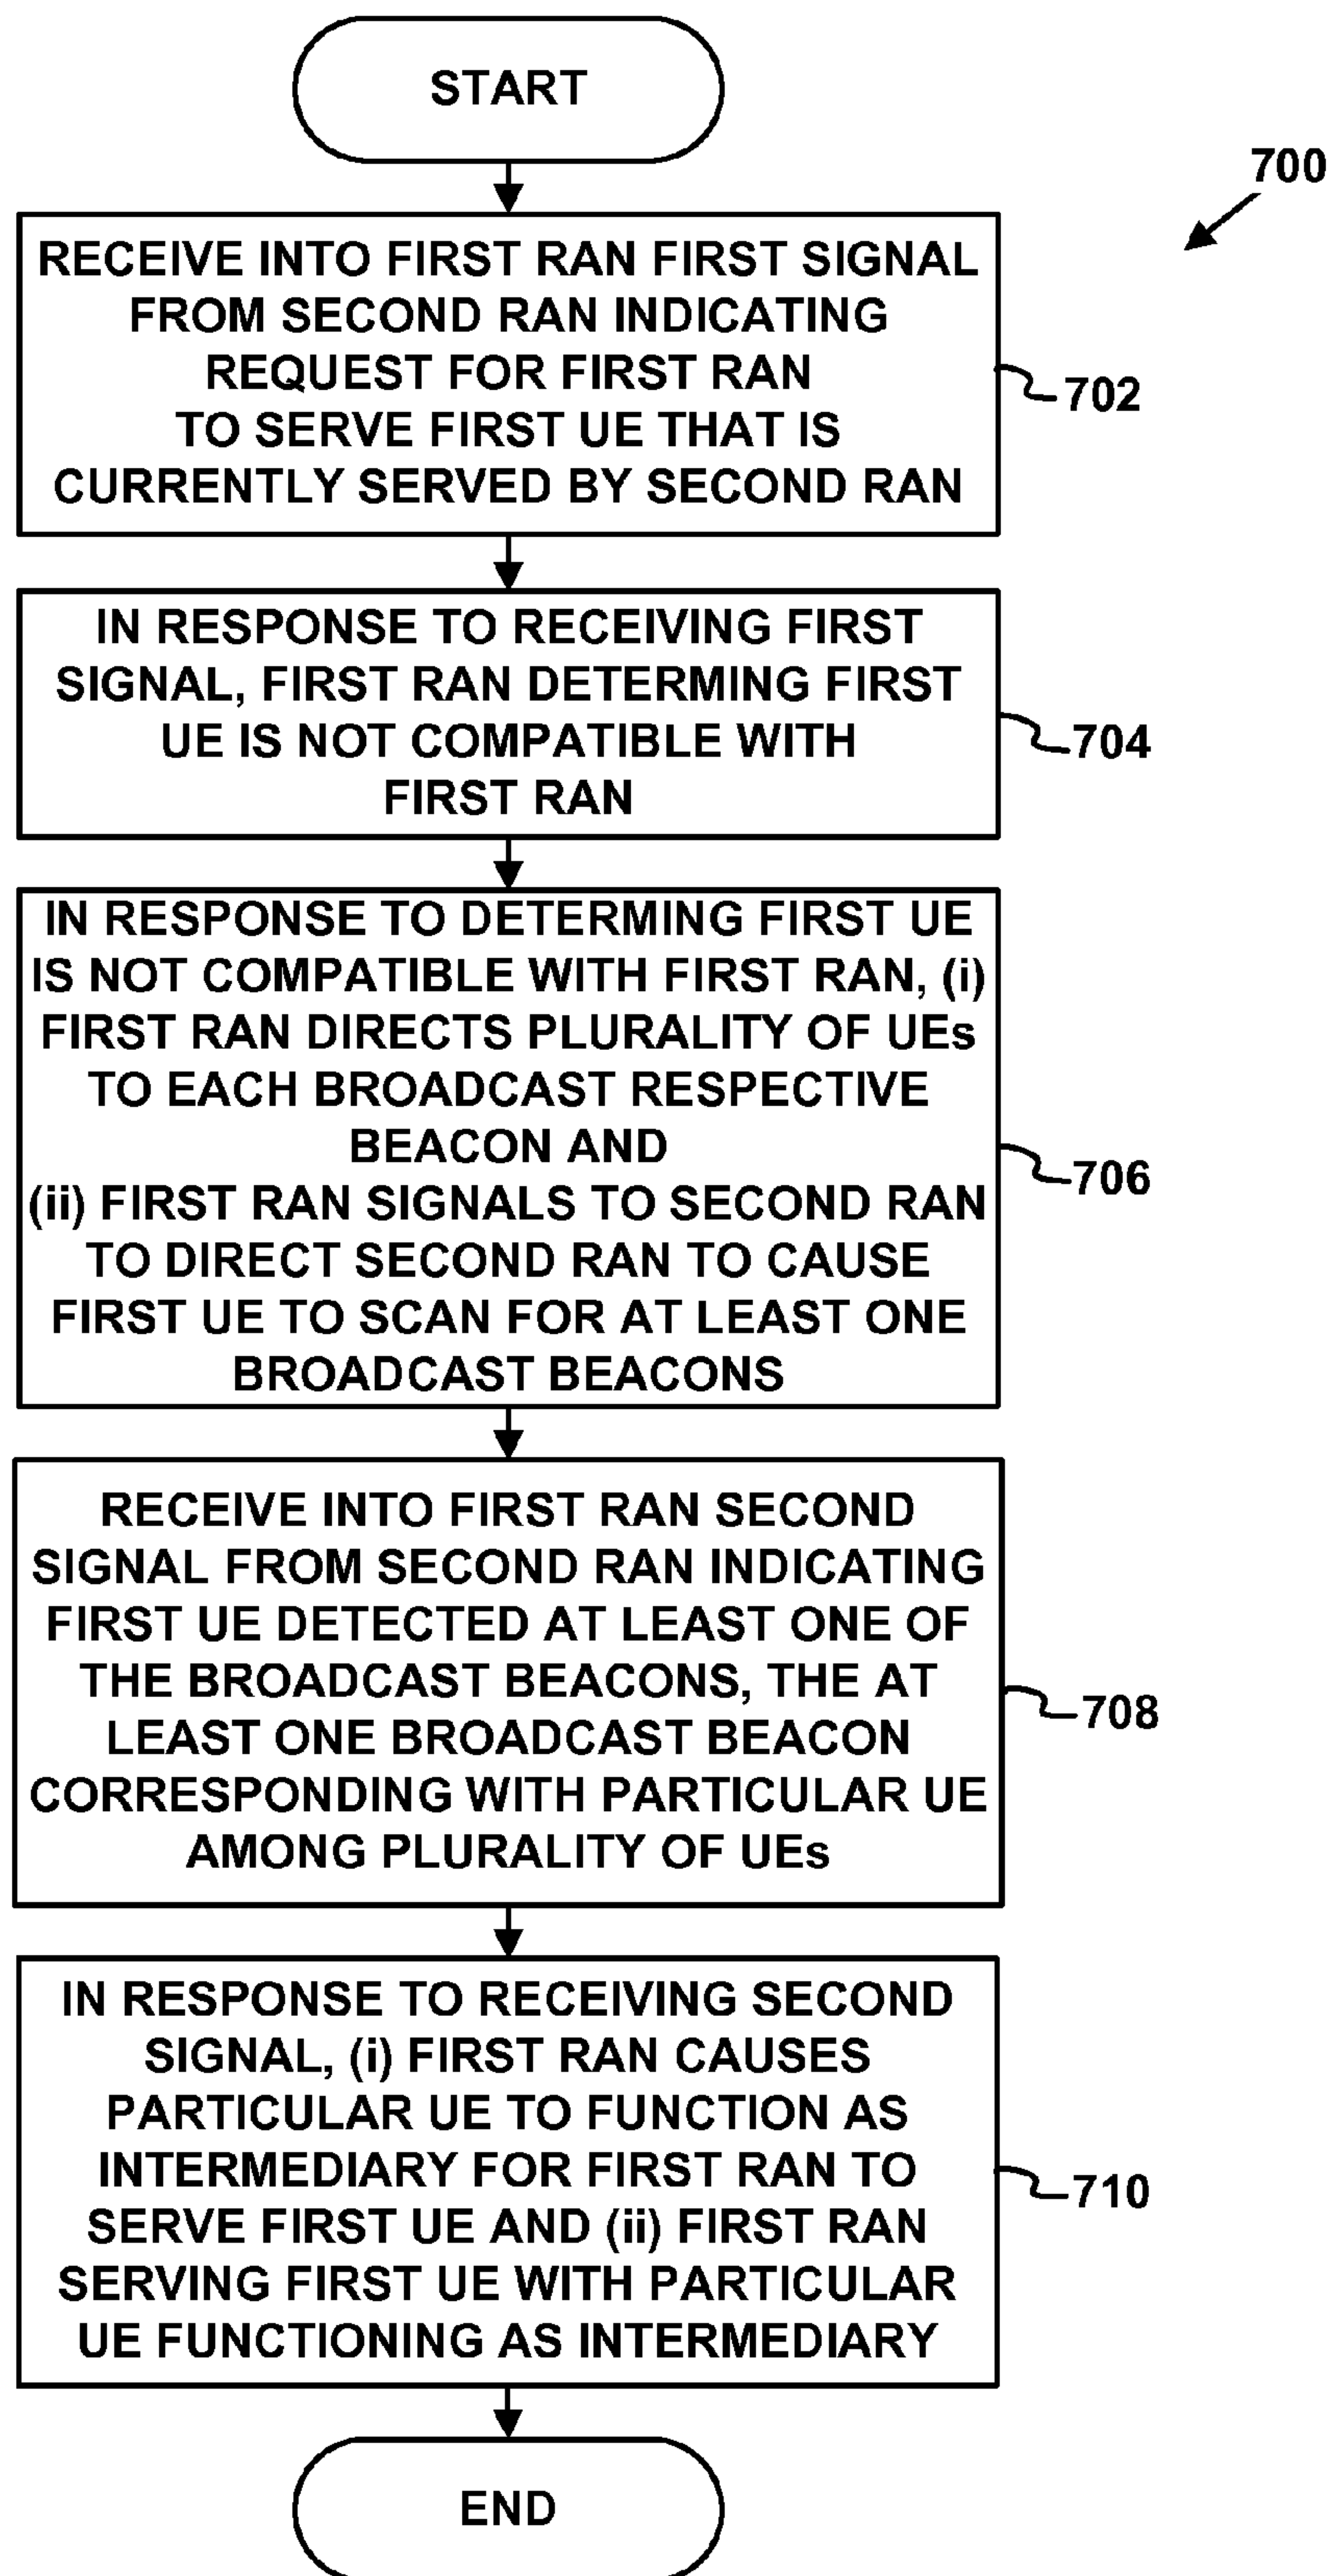 START
700
RECEIVE INTO FIRST RAN FIRST SIGNAL
FROM SECOND RAN INDICATING
REQUEST FOR FIRST RAN
TO SERVE FIRST UE THAT IS
CURRENTLY SERVED BY SECOND RAN
702
IN RESPONSE TO RECEIVING FIRST
SIGNAL, FIRST RAN DETERMING FIRST
UE IS NOT COMPATIBLE WITH
FIRST RAN
704
IN RESPONSE TO DETERMING FIRST UE
IS NOT COMPATIBLE WITH FIRST RAN, (i)
FIRST RAN DIRECTS PLURALITY OF UEs
TO EACH BROADCAST RESPECTIVE
BEACON AND
(ii) FIRST RAN SIGNALS TO SECOND RAN
TO DIRECT SECOND RAN TO CAUSE
FIRST UE TO SCAN FOR AT LEAST ONE
BROADCAST BEACONS
706
RECEIVE INTO FIRST RAN SECOND
SIGNAL FROM SECOND RAN INDICATING
FIRST UE DETECTED AT LEAST ONE OF
THE BROADCAST BEACONS, THE AT
LEAST ONE BROADCAST BEACON
CORRESPONDING WITH PARTICULAR UE
AMONG PLURALITY OF UEs
708
IN RESPONSE TO RECEIVING SECOND
SIGNAL, (i) FIRST RAN CAUSES
PARTICULAR UE TO FUNCTION AS
INTERMEDIARY FOR FIRST RAN TO
SERVE FIRST UE AND (ii) FIRST RAN
SERVING FIRST UE WITH PARTICULAR
UE FUNCTIONING AS INTERMEDIARY
710
END